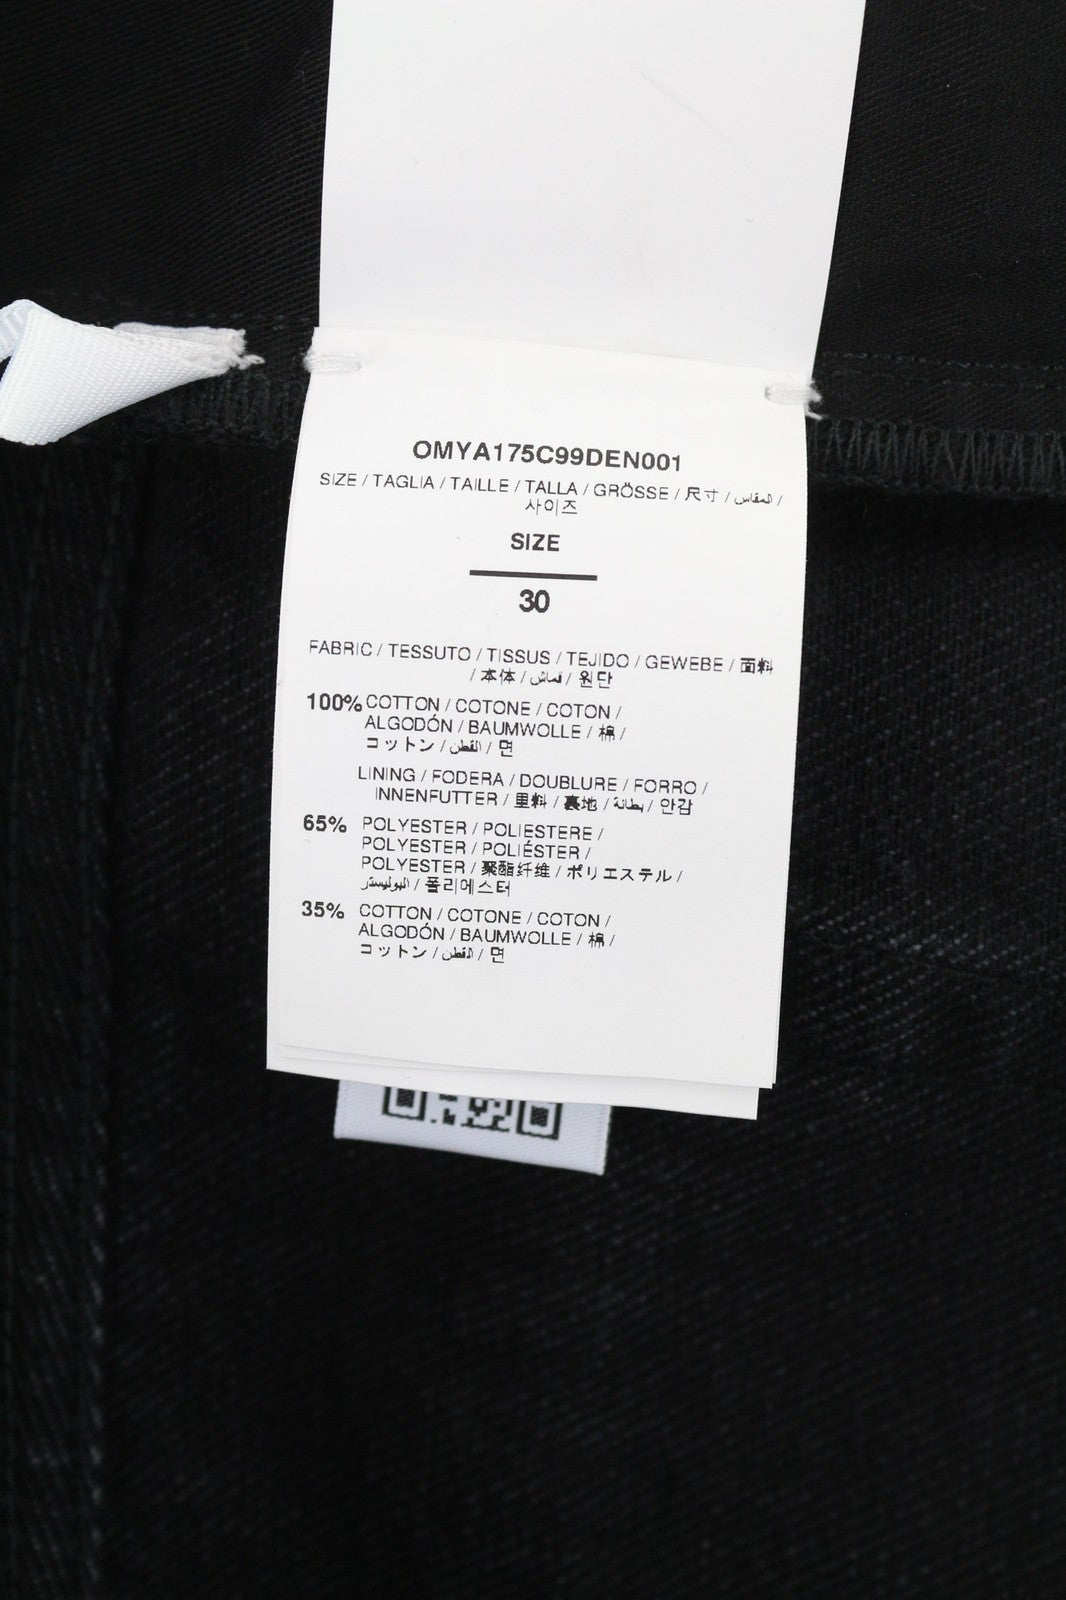 OMYA175C99DEN001
SIZE / TAGLIA / TAILLE / TALLA / GRÖSSE / 尺寸 / المقاس /
사이즈
SIZE
30
FABRIC / TESSUTO / TISSUS / TEJIDO / GEWEBE / 面料
/ 本体 / قماش / 원단
100% COTTON / COTONE / COTON /
ALGODÓN / BAUMWOLLE / 棉 /
コットン / القطن / 면
LINING / FODERA / DOUBLURE / FORRO /
INNENFUTTER / 里料 / 裏地 / بطانة / 안감
65% POLYESTER / POLIESTERE /
POLYESTER / POLIÉSTER /
POLYESTER / 聚酯纤维 / ポリエステル /
البوليستر / 폴리에스터
35% COTTON / COTONE / COTON /
ALGODÓN / BAUMWOLLE / 棉 /
コットン / القطن / 면